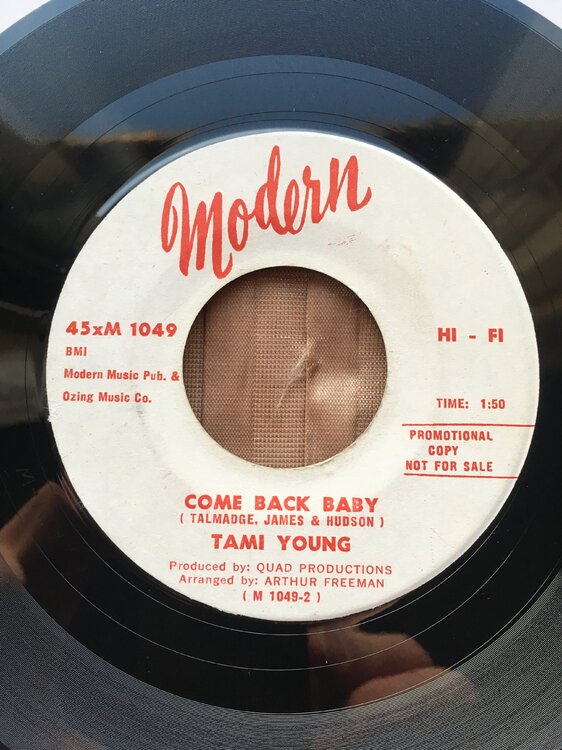 Modern
45xM 1049
BMI
Modern Music Pub. &
Ozing Music Co.
HI - FI
TIME: 1:50
PROMOTIONAL
COPY
NOT FOR SALE
COME BACK BABY
( TALMADGE, JAMES & HUDSON )
TAMI YOUNG
Produced by: QUAD PRODUCTIONS
Arranged by: ARTHUR FREEMAN
( M 1049-2 )